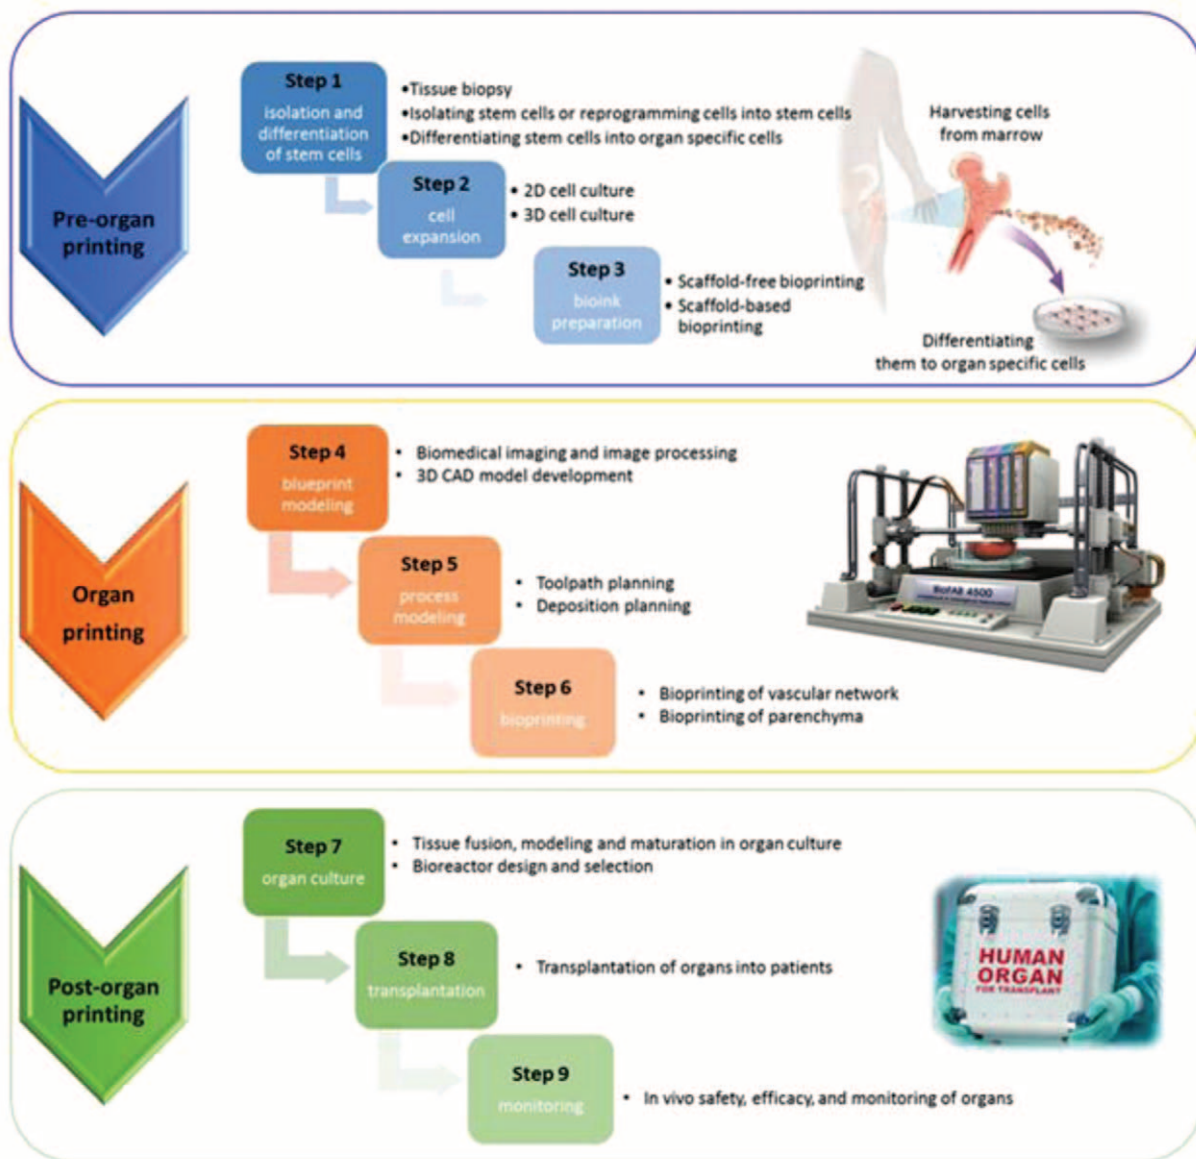 Pre-organ
printing
Step 1
isolation and
differentiation
of stem cells
•Tissue biopsy
•Isolating stem cells or reprogramming cells into stem cells
•Differentiating stem cells into organ specific cells
Step 2
cell
expansion
• 2D cell culture
• 3D cell culture
Step 3
bioink
preparation
• Scaffold-free bioprinting
• Scaffold-based
bioprinting
Harvesting cells
from marrow
Differentiating
them to organ specific cells
Organ
printing
Step 4
blueprint
modeling
• Biomedical imaging and image processing
• 3D CAD model development
Step 5
process
modeling
• Toolpath planning
• Deposition planning
Step 6
bioprinting
• Bioprinting of vascular network
• Bioprinting of parenchyma
BioFAB 4500
Post-organ
printing
Step 7
organ culture
• Tissue fusion, modeling and maturation in organ culture
• Bioreactor design and selection
Step 8
transplantation
• Transplantation of organs into patients
Step 9
monitoring
• In vivo safety, efficacy, and monitoring of organs
HUMAN
ORGAN
FOR TRANSPLANT